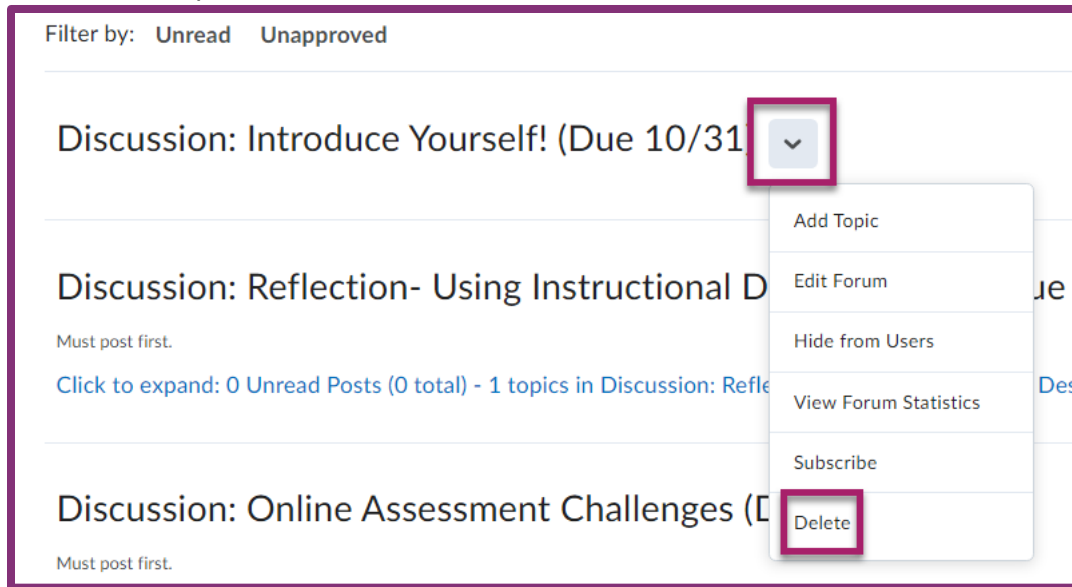 Filter by: Unread Unapproved
Discussion: Introduce Yourself! (Due 10/31)
Add Topic
Discussion: Reflection- Using Instructional
Edit Forum
Must post first.
Hide from Users
Click to expand: 0 Unread Posts (0 total) - 1 topics in Discussion:
View Forum Statistics
Subscribe
Discussion: Online Assessment Challenges
Delete
Must post first.